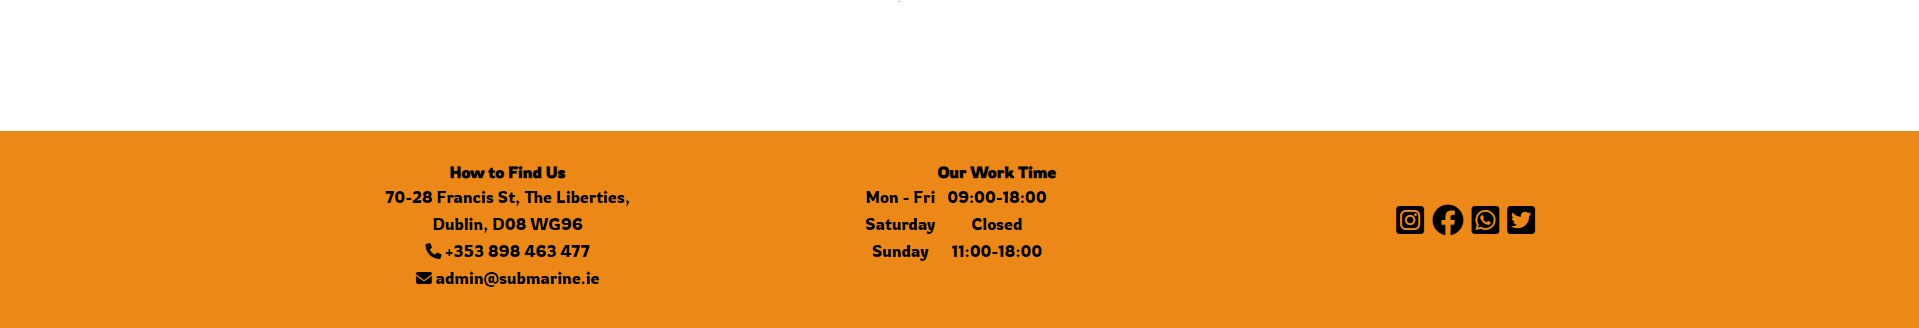 How to Find Us
70-28 Francis St, The Liberties,
Dublin, D08 WG96
+353 898 463 477
admin@submarine.ie
Our Work Time
Mon - Fri 09:00-18:00
Saturday Closed
Sunday 11:00-18:00